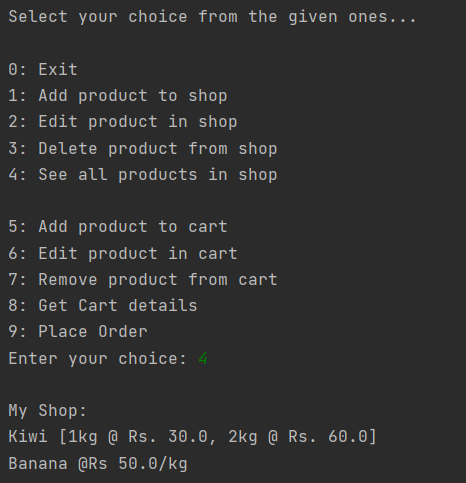 Select your choice from the given ones...
0: Exit
1: Add product to shop
2: Edit product in shop
3: Delete product from shop
4: See all products in shop
5: Add product to cart
6: Edit product in cart
7: Remove product from cart
8: Get Cart details
9: Place Order
Enter your choice: 4
My Shop:
Kiwi [1kg @ Rs. 30.0, 2kg @ Rs. 60.0]
Banana @Rs 50.0/kg